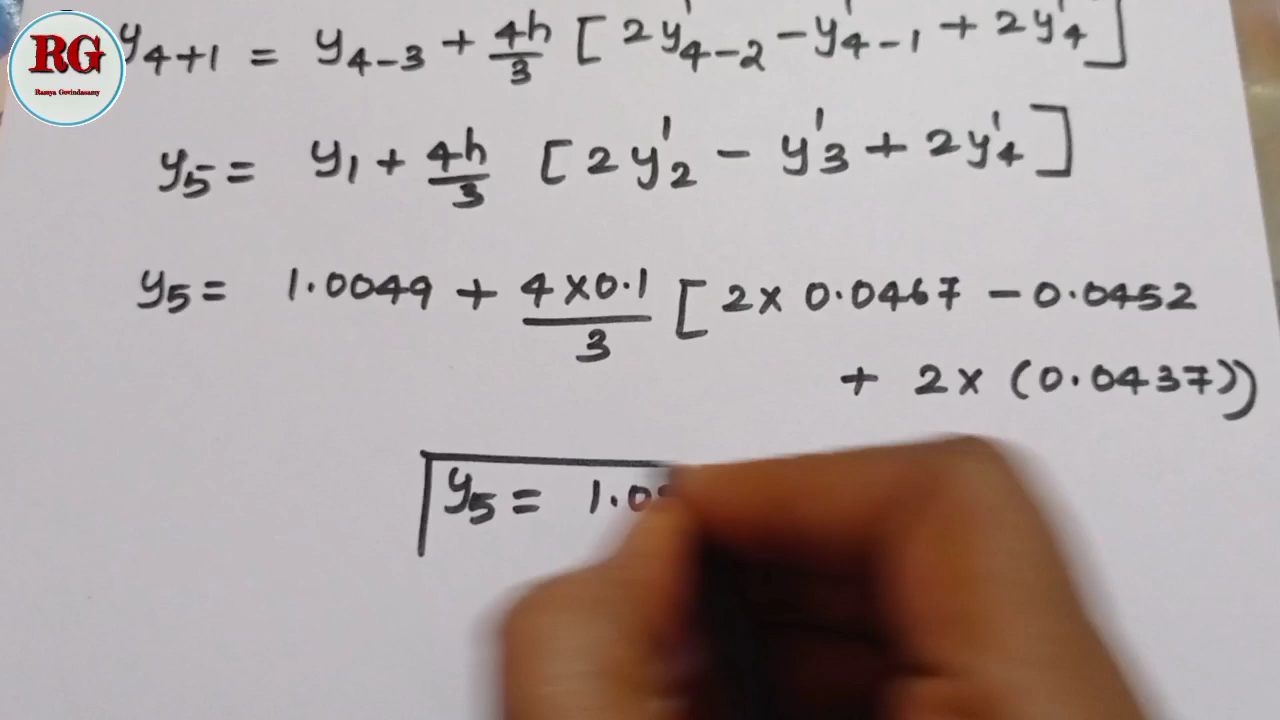 RG
Ramya Govindasamy
y4+1 = y4-3 + 4h/3 [ 2y'4-2 - y'4-1 + 2y'4 ]
y5 = y1 + 4h/3 [ 2y'2 - y'3 + 2y'4 ]
y5 = 1.0049 + 4×0.1/3 [ 2× 0.0467 - 0.0452
+ 2× (0.0437))
y5 = 1.0